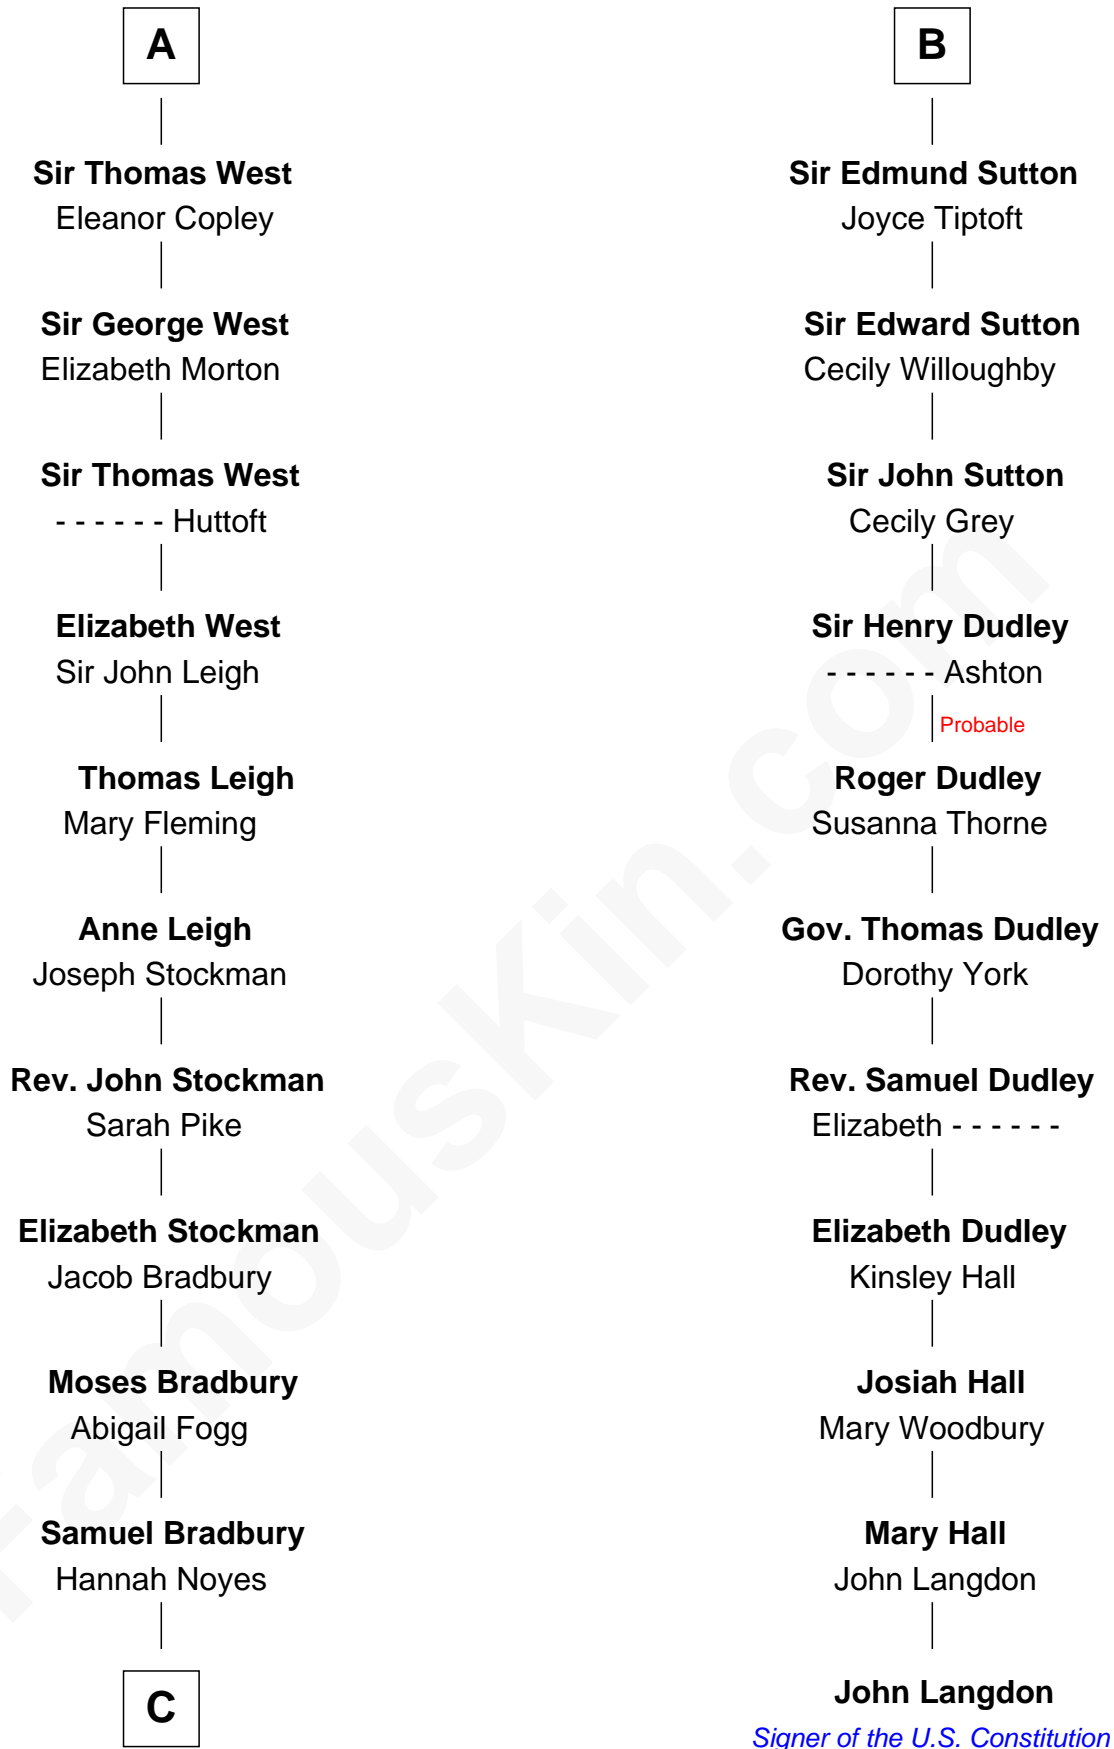 A
Sir Thomas West
Eleanor Copley
Sir George West
Elizabeth Morton
Sir Thomas West
- - - - - - Huttoft
Elizabeth West
Sir John Leigh
Thomas Leigh
Mary Fleming
Anne Leigh
Joseph Stockman
Rev. John Stockman
Sarah Pike
Elizabeth Stockman
Jacob Bradbury
Moses Bradbury
Abigail Fogg
Samuel Bradbury
Hannah Noyes
C
B
Sir Edmund Sutton
Joyce Tiptoft
Sir Edward Sutton
Cecily Willoughby
Sir John Sutton
Cecily Grey
Sir Henry Dudley
- - - - - - Ashton
Probable
Roger Dudley
Susanna Thorne
Gov. Thomas Dudley
Dorothy York
Rev. Samuel Dudley
Elizabeth - - - - - -
Elizabeth Dudley
Kinsley Hall
Josiah Hall
Mary Woodbury
Mary Hall
John Langdon
John Langdon
Signer of the U.S. Constitution
FamousKin.com